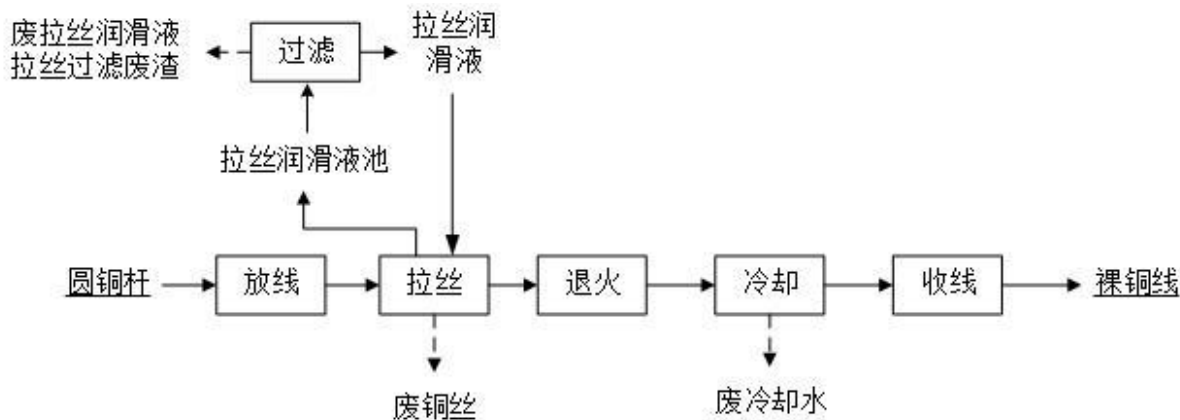 废拉丝润滑液
拉丝过滤废渣
过滤
拉丝润
滑液
拉丝润滑液池
圆铜杆
放线
拉丝
退火
冷却
收线
裸铜线
废铜丝
废冷却水